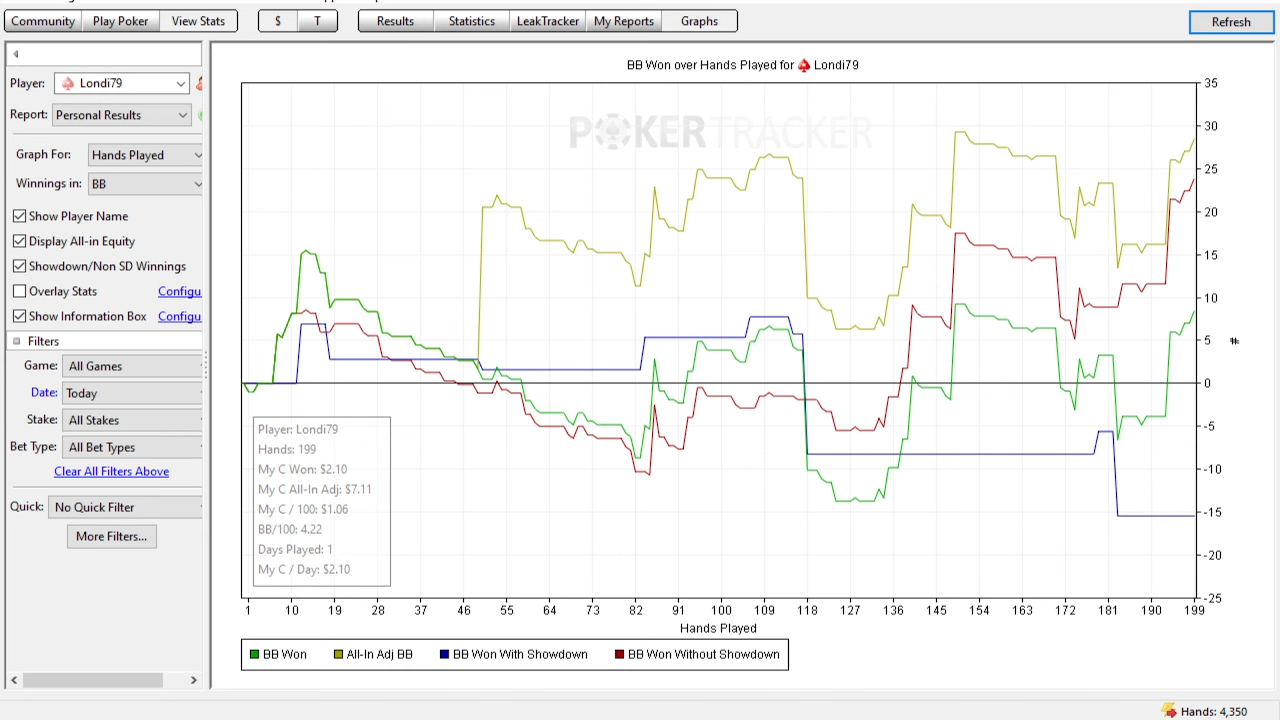 Community Play Poker View Stats $ T Results Statistics LeakTracker My Reports Graphs Refresh
BB Won over Hands Played for Londi79
Player: Londi79
Report: Personal Results
Graph For: Hands Played
Winnings in: BB
Show Player Name
Display All-in Equity
Showdown/Non SD Winnings
Overlay Stats Configu
Show Information Box Configu
Filters
Game: All Games
Date: Today
Stake: All Stakes
Bet Type: All Bet Types
Clear All Filters Above
Quick: No Quick Filter
More Filters...
POKERTRACKER
35
30
25
20
15
10
5
0
-5
-10
-15
-20
-25
Player: Londi79
Hands: 199
My C Won: $2.10
My C All-In Adj: $7.11
My C / 100: $1.06
BB/100: 4.22
Days Played: 1
My C / Day: $2.10
1 10 19 28 37 46 55 64 73 82 91 100 109 118 127 136 145 154 163 172 181 190 199
Hands Played
BB Won All-In Adj BB BB Won With Showdown BB Won Without Showdown
Hands: 4,350